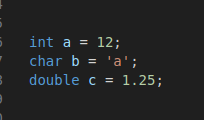 int a = 12;
char b = 'a';
double c = 1.25;